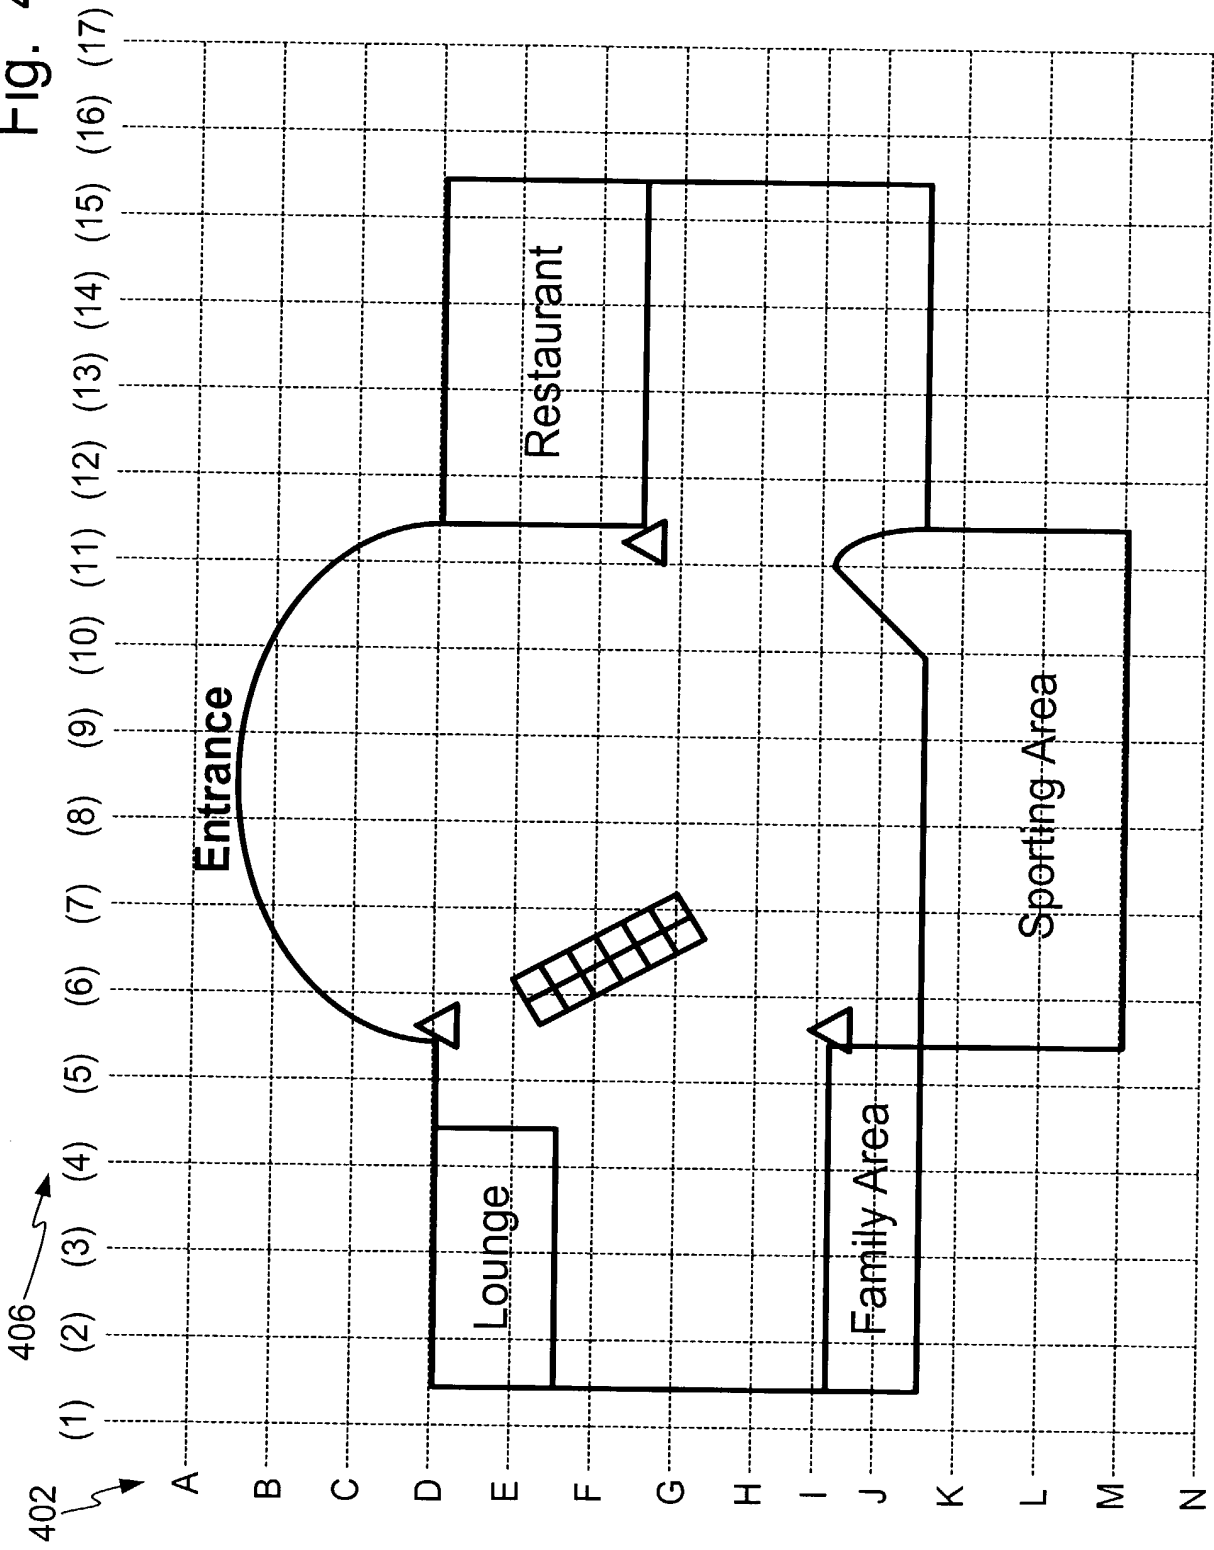 Fig. 4
406
402
(1) (2) (3) (4) (5) (6) (7) (8) (9) (10) (11) (12) (13) (14) (15) (16) (17)
A
B
C
D
E
F
G
H
I
J
K
L
M
N
Entrance
Lounge
Restaurant
Family Area
Sporting Area